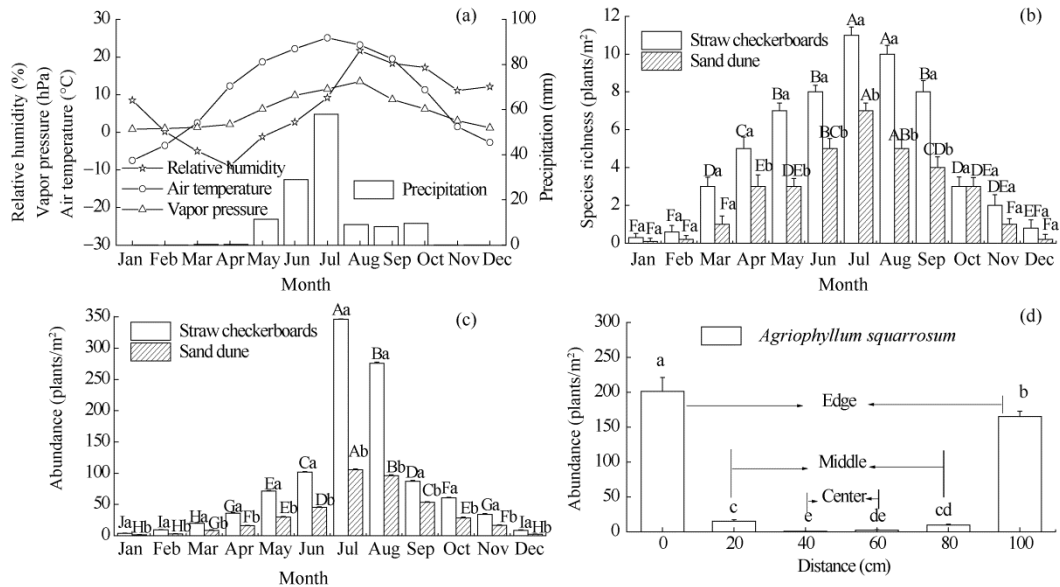 (a)
30
20
10
0
−10
−20
−30
100
80
60
40
20
0
Relative humidity (%)
Vapor pressure (hPa)
Air temperature (°C)
Precipitation (mm)
Relative humidity
Air temperature
Vapor pressure
Precipitation
Jan Feb Mar Apr May Jun Jul Aug Sep Oct Nov Dec
Month
(b)
12
10
8
6
4
2
0
Species richness (plants/m²)
Straw checkerboards
Sand dune
Fa Fa Fa Fa Da Fa Ca Eb Ba DEb Ba BCb Aa Ab Aa ABb Ba CDb Da DEa DEa Fa EFa Fa
Jan Feb Mar Apr May Jun Jul Aug Sep Oct Nov Dec
Month
(c)
350
300
250
200
150
100
50
0
Abundance (plants/m²)
Straw checkerboards
Sand dune
Ja Hb Ia Hb Ha Gb Ga Fb Ea Eb Ca Db Aa Ab Ba Bb Da Cb Fa Eb Ga Fb Ia Hb
Jan Feb Mar Apr May Jun Jul Aug Sep Oct Nov Dec
Month
(d)
300
250
200
150
100
50
0
Abundance (plants/m²)
Agriophyllum squarrosum
a
b
Edge
Middle
Center
c e de cd
0 20 40 60 80 100
Distance (cm)